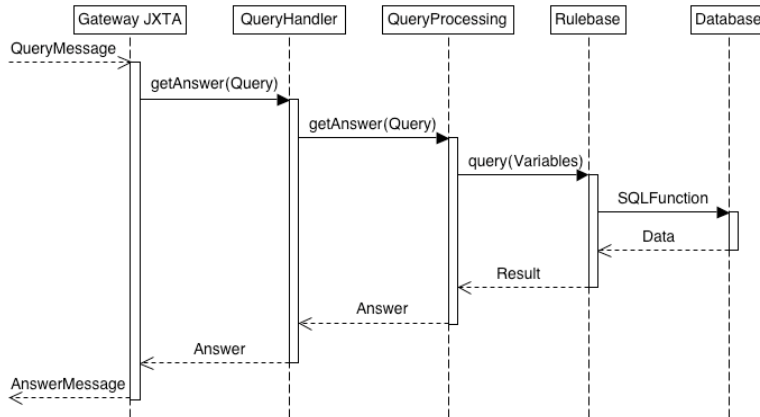 Gateway JXTA
QueryHandler
QueryProcessing
Rulebase
Database
QueryMessage
getAnswer(Query)
getAnswer(Query)
query(Variables)
SQLFunction
Data
Result
Answer
Answer
AnswerMessage